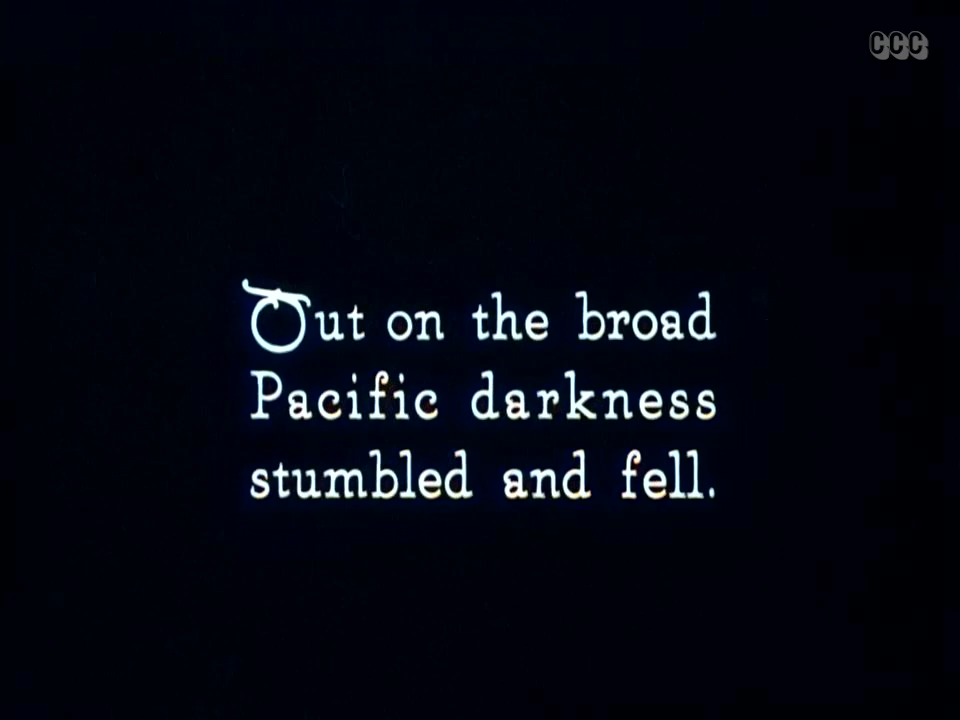 CCC
Out on the broad
Pacific darkness
stumbled and fell.